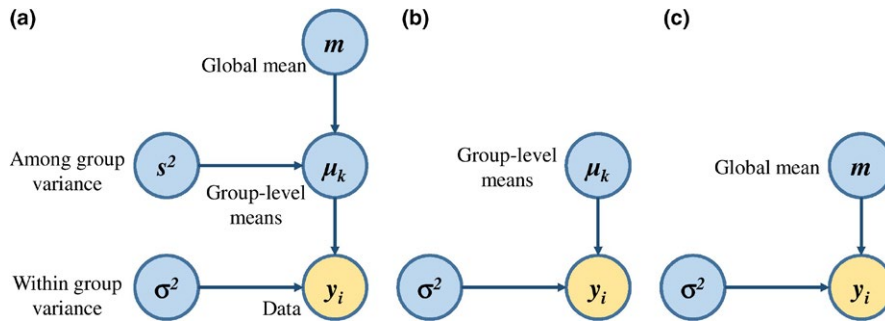 (a)
m
Global mean
Among group
variance
s²
μₖ
Group-level
means
Within group
variance
σ²
Data
yᵢ
(b)
Group-level
means
μₖ
σ²
yᵢ
(c)
Global mean
m
σ²
yᵢ